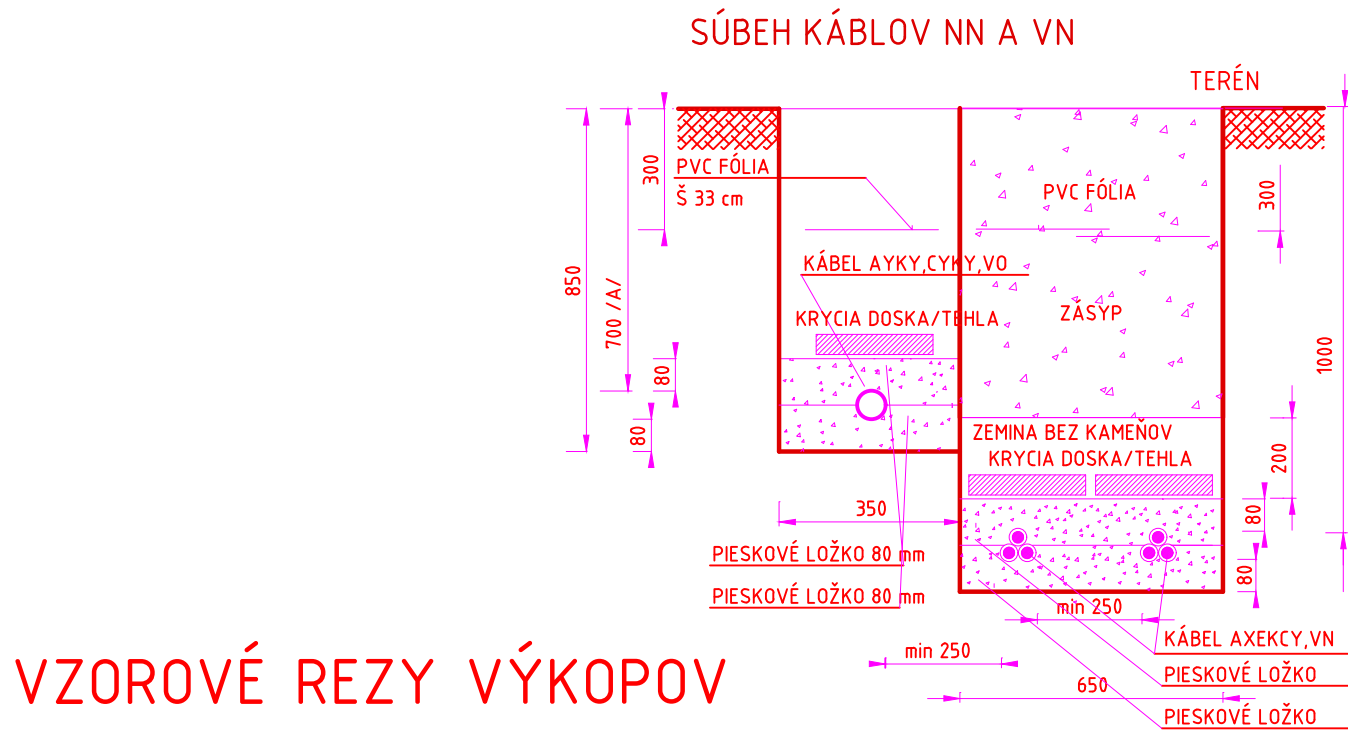 SÚBEH KÁBLOV NN A VN
TERÉN
300
PVC FÓLIA
Š 33 cm
PVC FÓLIA
300
850
700 /A/
KÁBEL AYKY,CYKY,VO
KRYCIA DOSKA/TEHLA
ZÁSYP
1000
80
80
ZEMINA BEZ KAMEŇOV
KRYCIA DOSKA/TEHLA
200
350
80
PIESKOVÉ LOŽKO 80 mm
80
PIESKOVÉ LOŽKO 80 mm
min 250
KÁBEL AXEKCY,VN
min 250
PIESKOVÉ LOŽKO
650
PIESKOVÉ LOŽKO
VZOROVÉ REZY VÝKOPOV